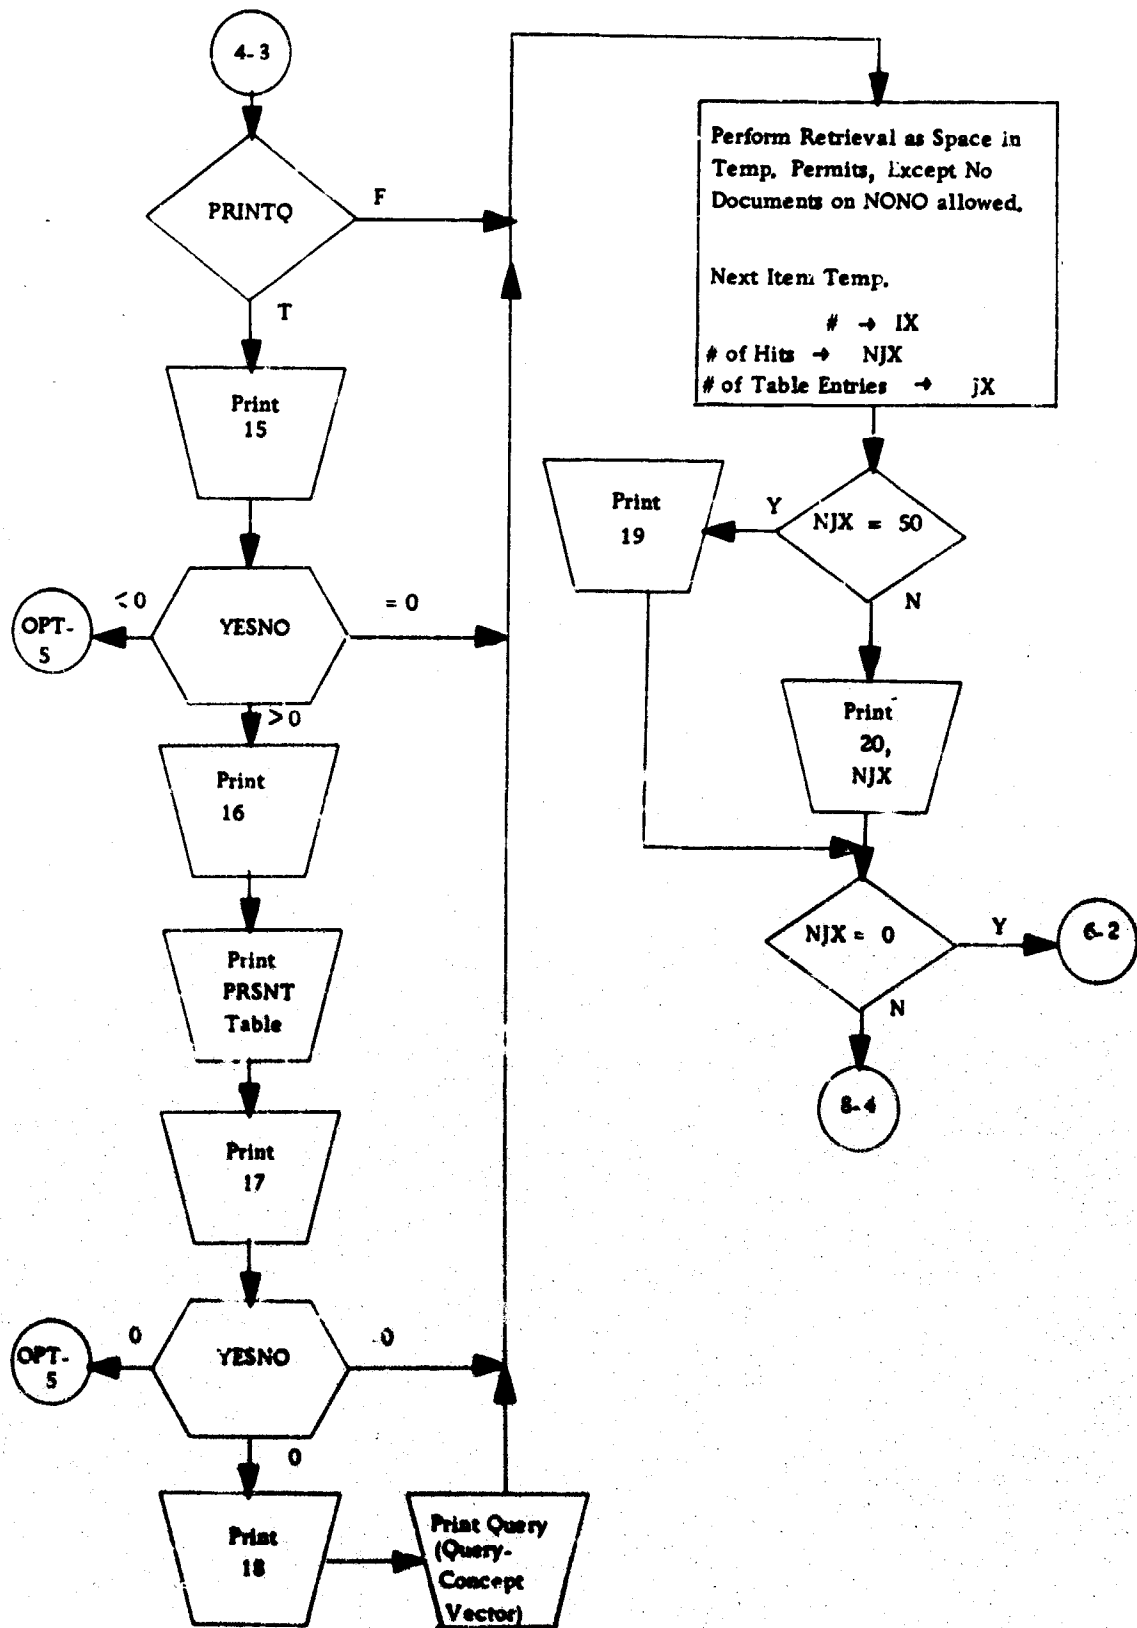 4-3
PRINTQ
F
T
Print
15
<0
YESNO
= 0
OPT-
5
>0
Print
16
Print
PRSNT
Table
Print
17
0
YESNO
0
OPT-
5
0
Print
18
Print Query
(Query-
Concept
Vector)
Perform Retrieval as Space in
Temp. Permits, Except No
Documents on NONO allowed.
Next Item Temp.
# → IX
# of Hits → NJX
# of Table Entries → jX
Print
19
Y
NJX = 50
N
Print
20,
NJX
NJX = 0
Y
6-2
N
8-4